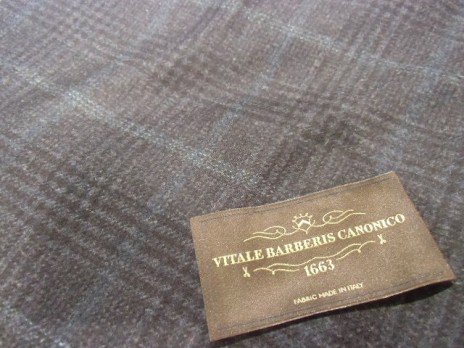 VITALE BARBERIS CANONICO
1663
FABRIC MADE IN ITALY